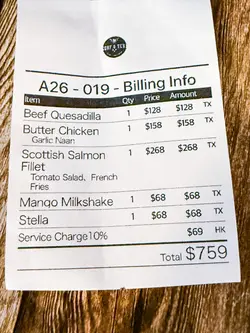 A26 - 019 - Billing Info
Item Qty Price Amount
Beef Quesadilla 1 $128 $128 TX
Butter Chicken 1 $158 $158 TX
Garlic Naan
Scottish Salmon 1 $268 $268 TX
Fillet
Tomato Salad、French
Fries
Mango Milkshake 1 $68 $68 TX
Stella 1 $68 $68 TX
Service Charge10% $69 HK
Total $759